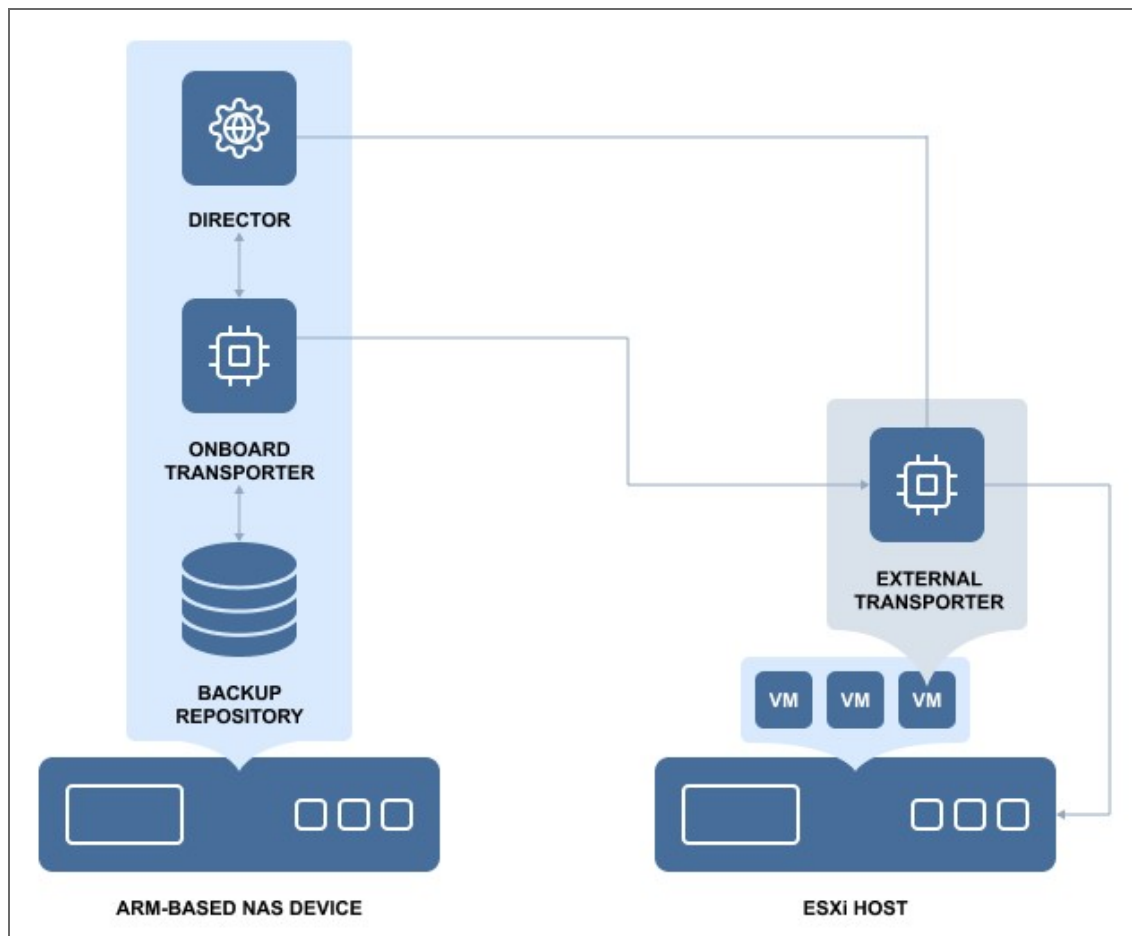 DIRECTOR
ONBOARD
TRANSPORTER
BACKUP
REPOSITORY
ARM-BASED NAS DEVICE
EXTERNAL
TRANSPORTER
VM
VM
VM
ESXi HOST